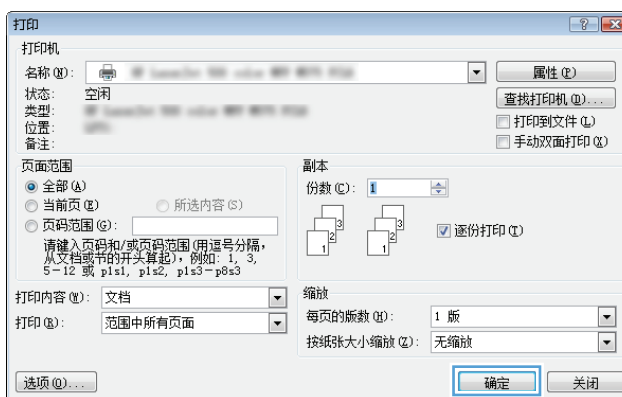 打印
打印机
名称(N):
属性(P)
状态: 空闲
查找打印机(D)...
类型:
位置:
打印到文件(L)
备注:
手动双面打印(X)
页面范围
全部(A)
当前页(E) 所选内容(S)
页码范围(G):
请键入页码和/或页码范围(用逗号分隔,
从文档或节的开头算起),例如: 1, 3,
5-12 或 p1s1, p1s2, p1s3-p8s3
副本
份数(C): 1
1 2 3 1 2 3
逐份打印(T)
打印内容(W): 文档
打印(R): 范围中所有页面
缩放
每页的版数(H): 1 版
按纸张大小缩放(Z): 无缩放
选项(O)...
确定
关闭